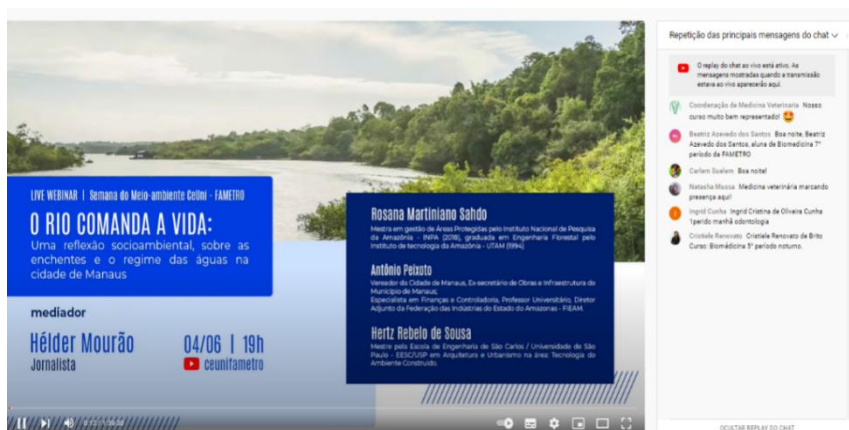 LIVE WEBINAR | Semana do Meio-ambiente Ceuni - FAMETRO
O RIO COMANDA A VIDA:
Uma reflexão socioambiental, sobre as
enchentes e o regime das águas na
cidade de Manaus
mediador
Hélder Mourão
Jornalista
04/06 | 19h
ceunifametro
Rosana Martiniano Sahdo
Mestra em gestão de Áreas Protegidas pelo Instituto Nacional de Pesquisa
da Amazônia - INPA (2018), graduada em Engenharia Florestal pelo
Instituto de tecnologia da Amazônia - UTAM (1994)
Antônio Peixoto
Vereador da Cidade de Manaus, Ex-secretário de Obras e Infraestrutura do
Município de Manaus;
Especialista em Finanças e Controladoria, Professor Universitário, Diretor
Adjunto da Federação das Indústrias do Estado do Amazonas - FIEAM.
Hertz Rebelo de Sousa
Mestre pela Escola de Engenharia de São Carlos / Universidade de São
Paulo - EESC/USP em Arquitetura e Urbanismo na área: Tecnologia do
Ambiente Construído.
Repetição das principais mensagens do chat
O replay do chat ao vivo está ativo. As
mensagens mostradas quando a transmissão
estava ao vivo aparecerão aqui.
Coordenação de Medicina Veterinária Nosso
curso muito bem representado!
Beatriz Azevedo dos Santos Boa noite, Beatriz
Azevedo dos Santos, aluna de Biomedicina 7°
período da FAMETRO
Carlem Suelem Boa noite!
Natasha Mussa Medicina veterinária marcando
presença aqui!
Ingrid Cunha Ingrid Cristina de Oliveira Cunha
1período manhã odontologia
Cristiele Renovato Cristiele Renovato de Brito
Curso: Biomédicina 5° período noturno.
OCULTAR REPLAY DO CHAT